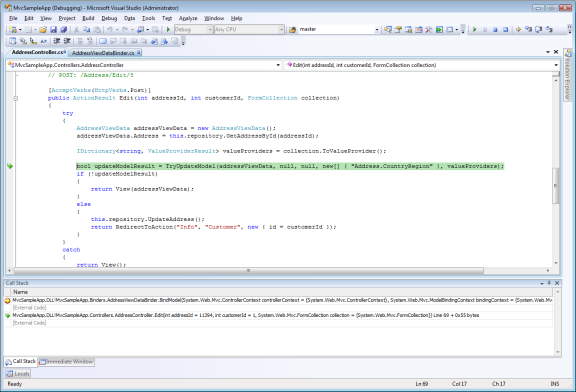 MvcSampleApp (Debugging) - Microsoft Visual Studio (Administrator)
File Edit View Project Build Debug Data Tools Test Analyze Window Help
Debug Any CPU master
AddressController.cs AddressViewDataBinder.cs
MvcSampleApp.Controllers.AddressController Edit(int addressId, int customerId, FormCollection collection)
// POST: /Address/Edit/5
[AcceptVerbs(HttpVerbs.Post)]
public ActionResult Edit(int addressId, int customerId, FormCollection collection)
{
try
{
AddressViewData addressViewData = new AddressViewData();
addressViewData.Address = this.repository.GetAddressById(addressId);
IDictionary<string, ValueProviderResult> valueProviders = collection.ToValueProvider();
bool updateModelResult = TryUpdateModel(addressViewData, null, null, new[] { "Address.CountryRegion" }, valueProviders);
if (!updateModelResult)
{
return View(addressViewData);
}
else
{
this.repository.UpdateAddress();
return RedirectToAction("Info", "Customer", new { id = customerId });
}
}
catch
{
return View();
Solution Explorer
Call Stack
Name
MvcSampleApp.DLL!MvcSampleApp.Binders.AddressViewDataBinder.BindModel(System.Web.Mvc.ControllerContext controllerContext = {System.Web.Mvc.ControllerContext}, System.Web.Mvc.ModelBindingContext bindingContext = {System.Web.Mv
[External Code]
MvcSampleApp.DLL!MvcSampleApp.Controllers.AddressController.Edit(int addressId = 11394, int customerId = 1, System.Web.Mvc.FormCollection collection = {System.Web.Mvc.FormCollection}) Line 69 + 0x55 bytes
[External Code]
Call Stack Immediate Window
Locals
Ready Ln 69 Col 17 Ch 17 INS